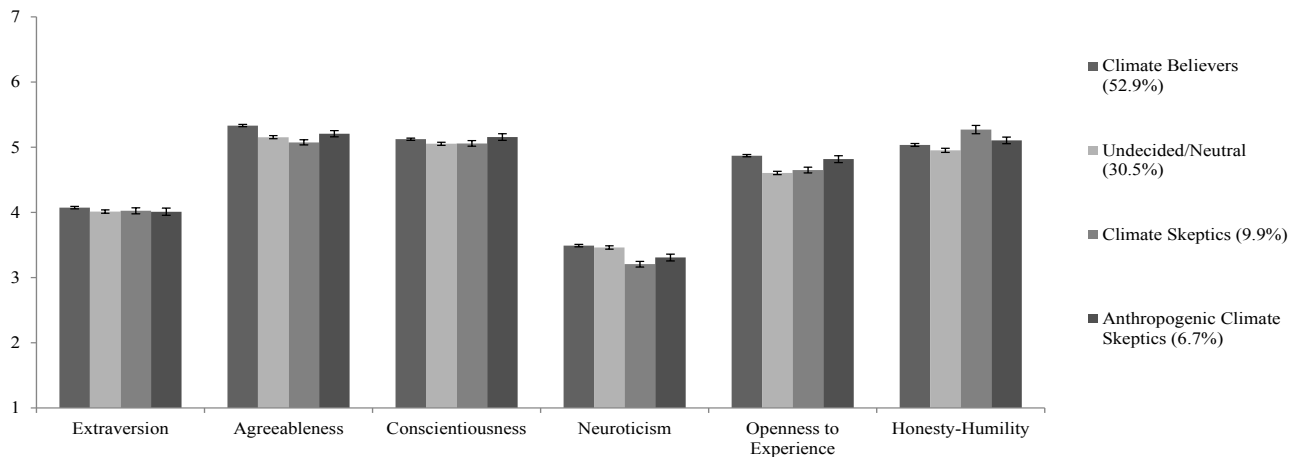 7
6
5
4
3
2
1
Extraversion
Agreeableness
Conscientiousness
Neuroticism
Openness to
Experience
Honesty-Humility
Climate Believers
(52.9%)
Undecided/Neutral
(30.5%)
Climate Skeptics (9.9%)
Anthropogenic Climate
Skeptics (6.7%)